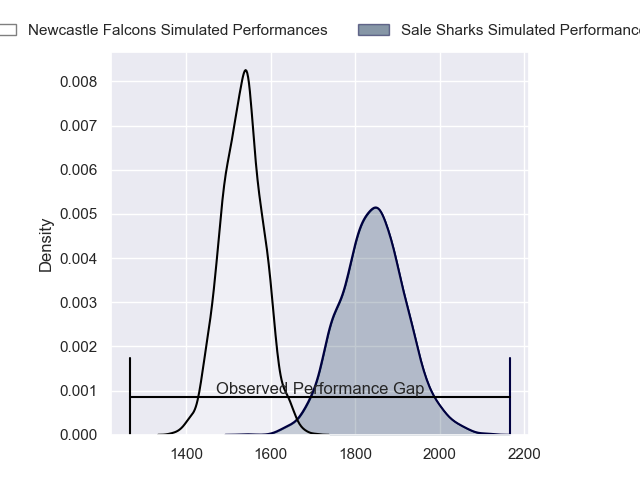 Newcastle Falcons Simulated Performances
Sale Sharks Simulated Performance
0.008
0.007
0.006
0.005
0.004
0.003
0.002
0.001
0.000
Density
Observed Performance Gap
1400 1600 1800 2000 2200